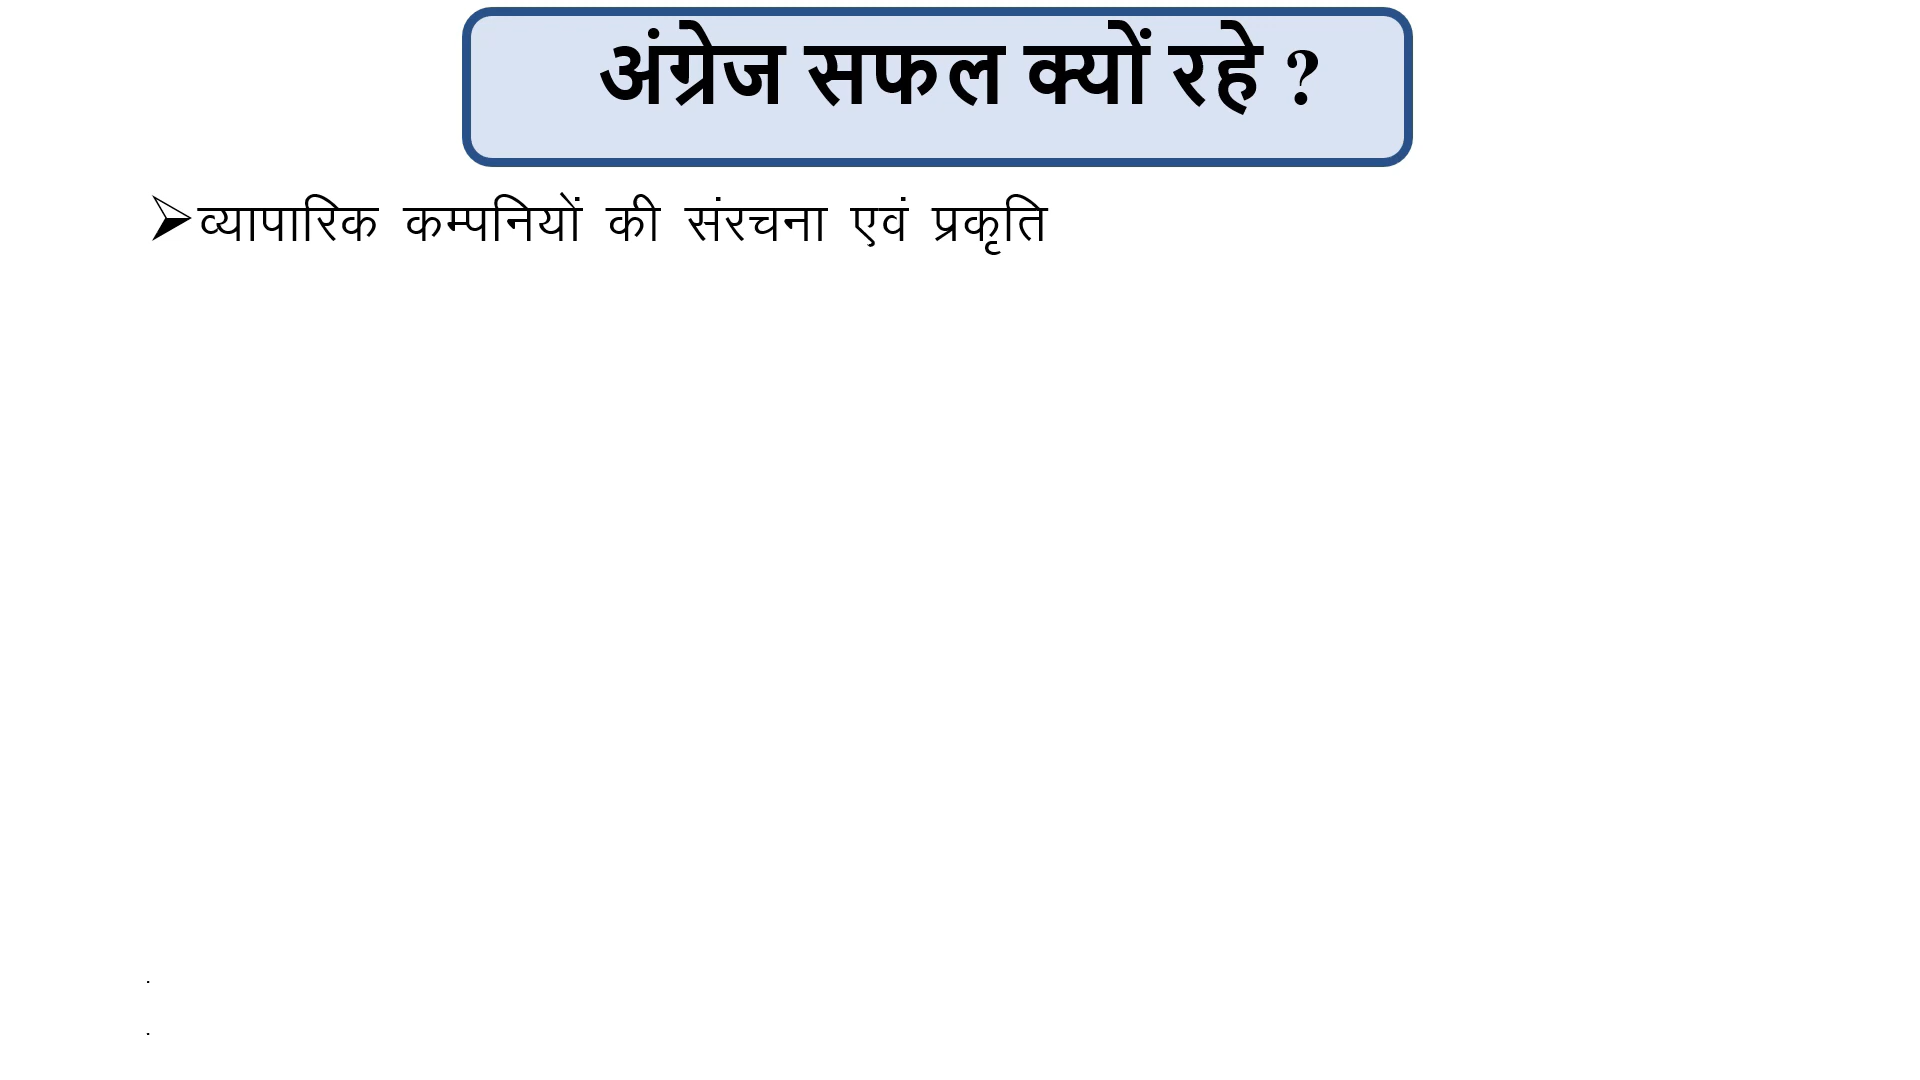 अंग्रेज सफल क्यों रहे ?
➢व्यापारिक कम्पनियों की संरचना एवं प्रकृति